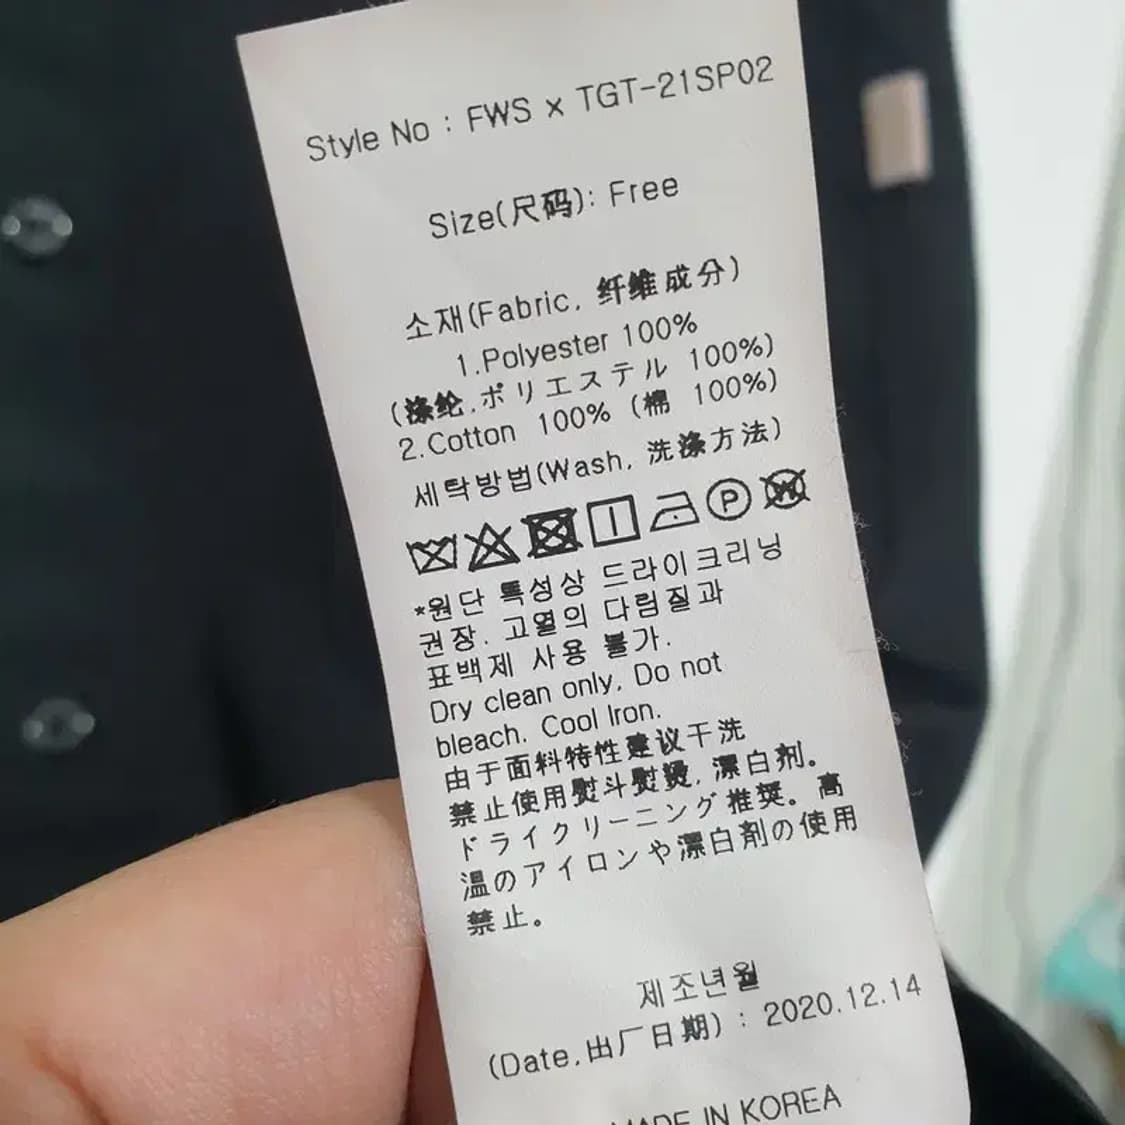 Style No : FWS x TGT-21SP02
Size(尺码): Free
소재(Fabric, 纤维成分)
1.Polyester 100%
(涤纶,ポリエステル 100%)
2.Cotton 100% (棉 100%)
세탁방법(Wash, 洗涤方法)
P W
*원단 특성상 드라이크리닝
권장. 고열의 다림질과
표백제 사용 불가.
Dry clean only, Do not
bleach. Cool Iron.
由于面料特性建议干洗
禁止使用熨斗熨烫, 漂白剂。
ドライクリーニング推奨。高
温のアイロンや漂白剤の使用
禁止。
제조년월
(Date,出厂日期) : 2020.12.14
MADE IN KOREA